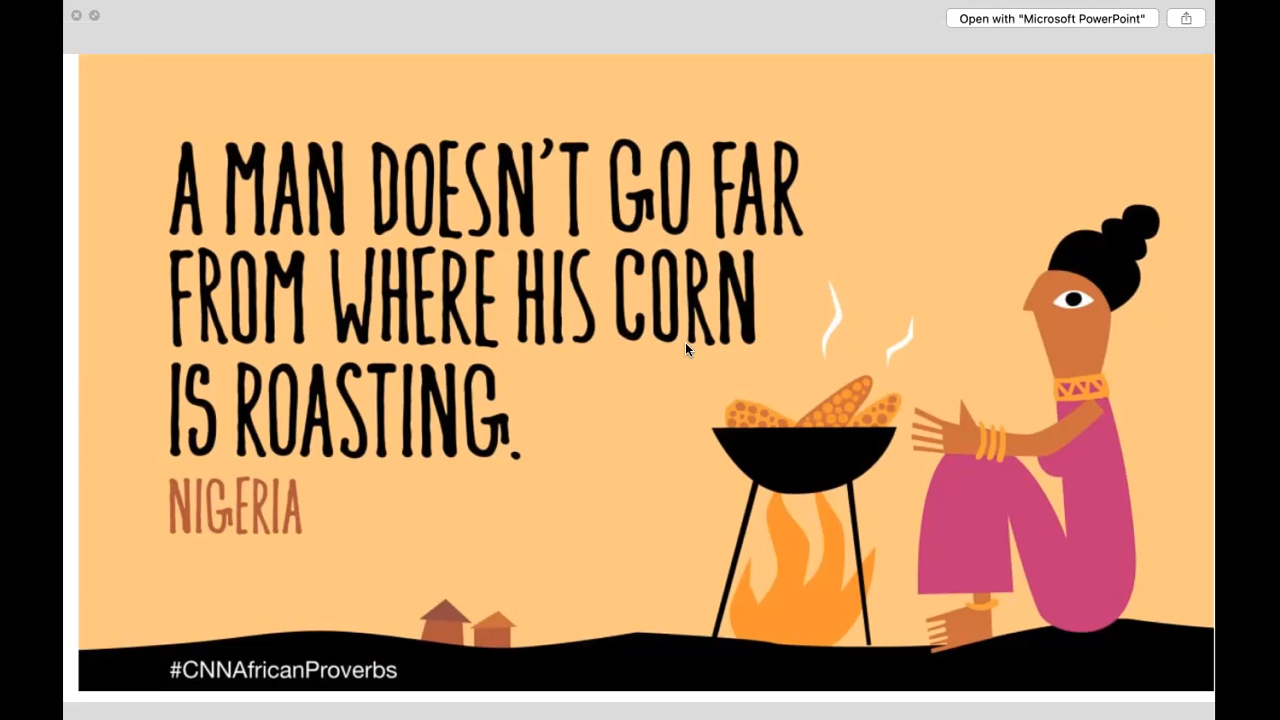 Open with "Microsoft PowerPoint"
A MAN DOESN'T GO FAR
FROM WHERE HIS CORN
IS ROASTING.
NIGERIA
#CNNAfricanProverbs